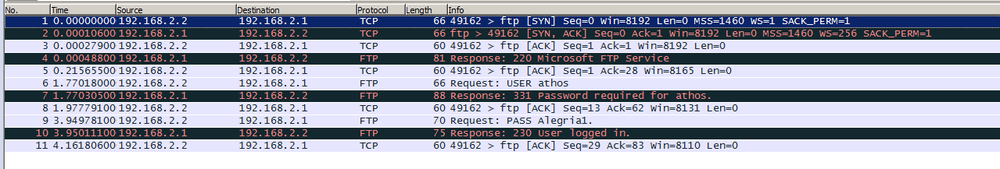 No. Time Source Destination Protocol Length Info
1 0.00000000 192.168.2.2 192.168.2.1 TCP 66 49162 > ftp [SYN] Seq=0 Win=8192 Len=0 MSS=1460 WS=1 SACK_PERM=1
2 0.00010600 192.168.2.1 192.168.2.2 TCP 66 ftp > 49162 [SYN, ACK] Seq=0 Ack=1 Win=8192 Len=0 MSS=1460 WS=256 SACK_PERM=1
3 0.00027900 192.168.2.2 192.168.2.1 TCP 60 49162 > ftp [ACK] Seq=1 Ack=1 Win=8192 Len=0
4 0.00048800 192.168.2.1 192.168.2.2 FTP 81 Response: 220 Microsoft FTP Service
5 0.21565500 192.168.2.2 192.168.2.1 TCP 60 49162 > ftp [ACK] Seq=1 Ack=28 Win=8165 Len=0
6 1.77018000 192.168.2.2 192.168.2.1 FTP 66 Request: USER athos
7 1.77030500 192.168.2.1 192.168.2.2 FTP 88 Response: 331 Password required for athos.
8 1.97779100 192.168.2.2 192.168.2.1 TCP 60 49162 > ftp [ACK] Seq=13 Ack=62 Win=8131 Len=0
9 3.94978100 192.168.2.2 192.168.2.1 FTP 70 Request: PASS Alegria1.
10 3.95011100 192.168.2.1 192.168.2.2 FTP 75 Response: 230 User logged in.
11 4.16180600 192.168.2.2 192.168.2.1 TCP 60 49162 > ftp [ACK] Seq=29 Ack=83 Win=8110 Len=0